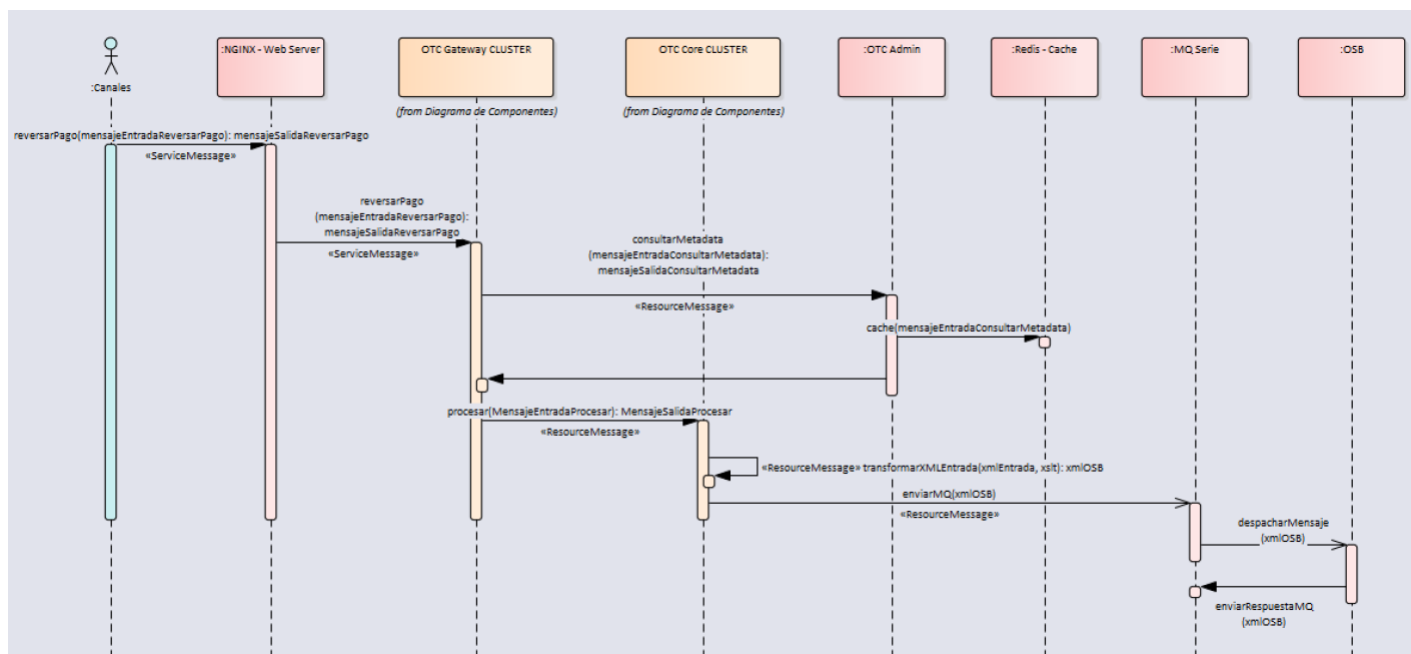 :Canales
:NGINX - Web Server
OTC Gateway CLUSTER
(from Diagrama de Componentes)
OTC Core CLUSTER
(from Diagrama de Componentes)
:OTC Admin
:Redis - Cache
:MQ Serie
:OSB
reversarPago(mensajeEntradaReversarPago): mensajeSalidaReversarPago
«ServiceMessage»
reversarPago
(mensajeEntradaReversarPago):
mensajeSalidaReversarPago
«ServiceMessage»
consultarMetadata
(mensajeEntradaConsultarMetadata):
mensajeSalidaConsultarMetadata
«ResourceMessage»
cache(mensajeEntradaConsultarMetadata)
procesar(MensajeEntradaProcesar): MensajeSalidaProcesar
«ResourceMessage»
«ResourceMessage» transformarXMLEntrada(xmlEntrada, xslt): xmlOSB
enviarMQ(xmlOSB)
«ResourceMessage»
despacharMensaje
(xmlOSB)
enviarRespuestaMQ
(xmlOSB)